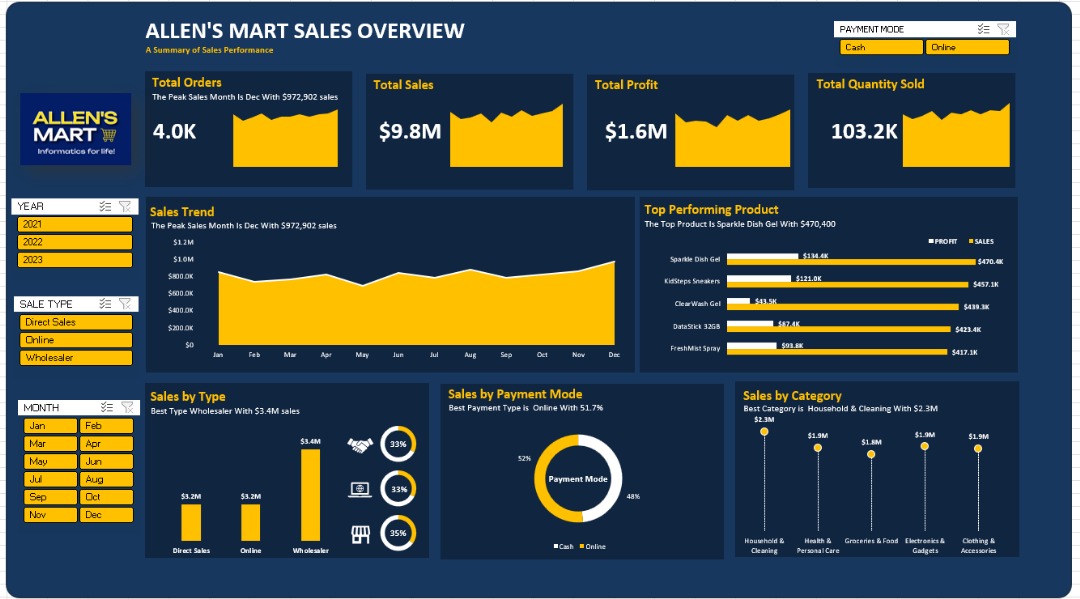 ALLEN'S MART SALES OVERVIEW
A Summary of Sales Performance
PAYMENT MODE
Cash
Online
ALLEN'S
MART
Informatics for life!
Total Orders
The Peak Sales Month Is Dec With $972,902 sales
4.0K
Total Sales
$9.8M
Total Profit
$1.6M
Total Quantity Sold
103.2K
YEAR
2021
2022
2023
SALE TYPE
Direct Sales
Online
Wholesaler
MONTH
Jan Feb
Mar Apr
May Jun
Jul Aug
Sep Oct
Nov Dec
Sales Trend
The Peak Sales Month Is Dec With $972,902 sales
$1.2M
$1.0M
$800.0K
$600.0K
$400.0K
$200.0K
$0
Jan Feb Mar Apr May Jun Jul Aug Sep Oct Nov Dec
Top Performing Product
The Top Product Is Sparkle Dish Gel With $470,400
PROFIT SALES
Sparkle Dish Gel $134.4K $470.4K
KidSteps Sneakers $121.0K $457.1K
ClearWash Gel $43.5K $439.3K
DataStick 32GB $87.4K $423.4K
FreshMist Spray $93.8K $417.1K
Sales by Type
Best Type Wholesaler With $3.4M sales
$3.2M $3.2M $3.4M
Direct Sales Online Wholesaler
33%
33%
35%
Sales by Payment Mode
Best Payment Type is Online With 51.7%
52%
Payment Mode
48%
Cash Online
Sales by Category
Best Category is Household & Cleaning With $2.3M
$2.3M $1.9M $1.8M $1.9M $1.9M
Household & Cleaning
Health & Personal Care
Groceries & Food
Electronics & Gadgets
Clothing & Accessories